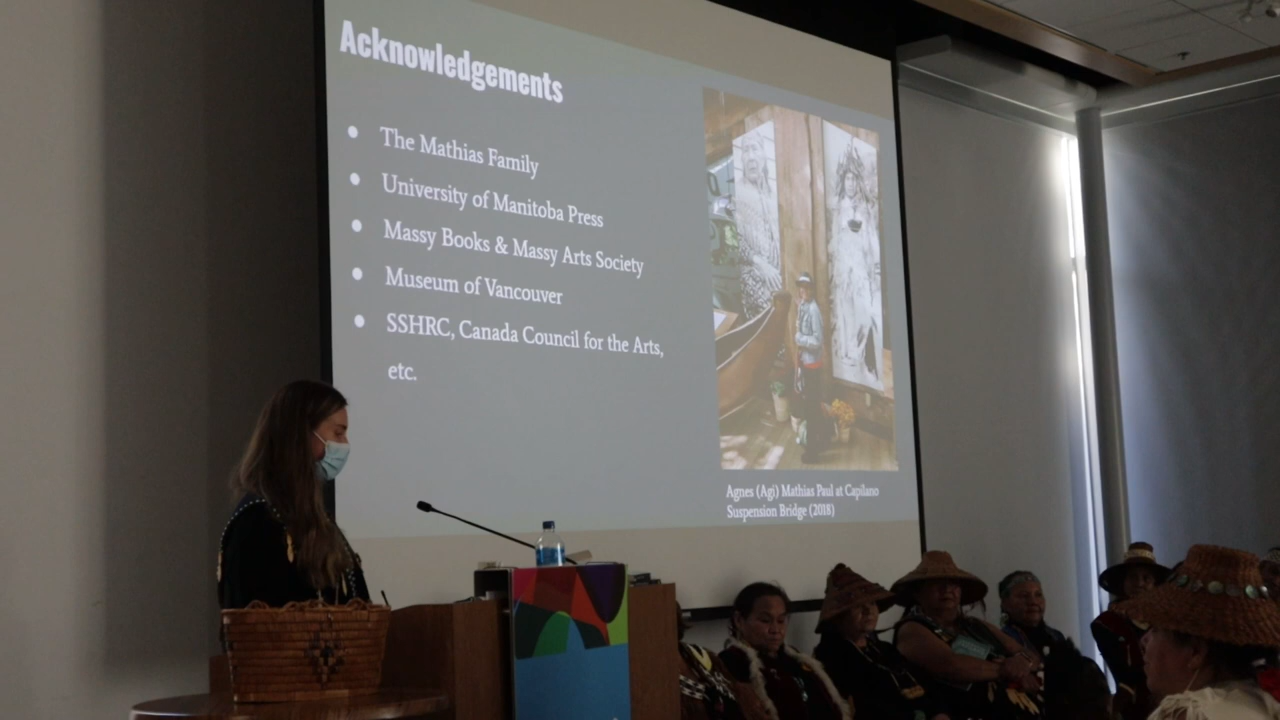 Acknowledgements
The Mathias Family
University of Manitoba Press
Massy Books & Massy Arts Society
Museum of Vancouver
SSHRC, Canada Council for the Arts,
etc.
Agnes (Agi) Mathias Paul at Capilano
Suspension Bridge (2018)